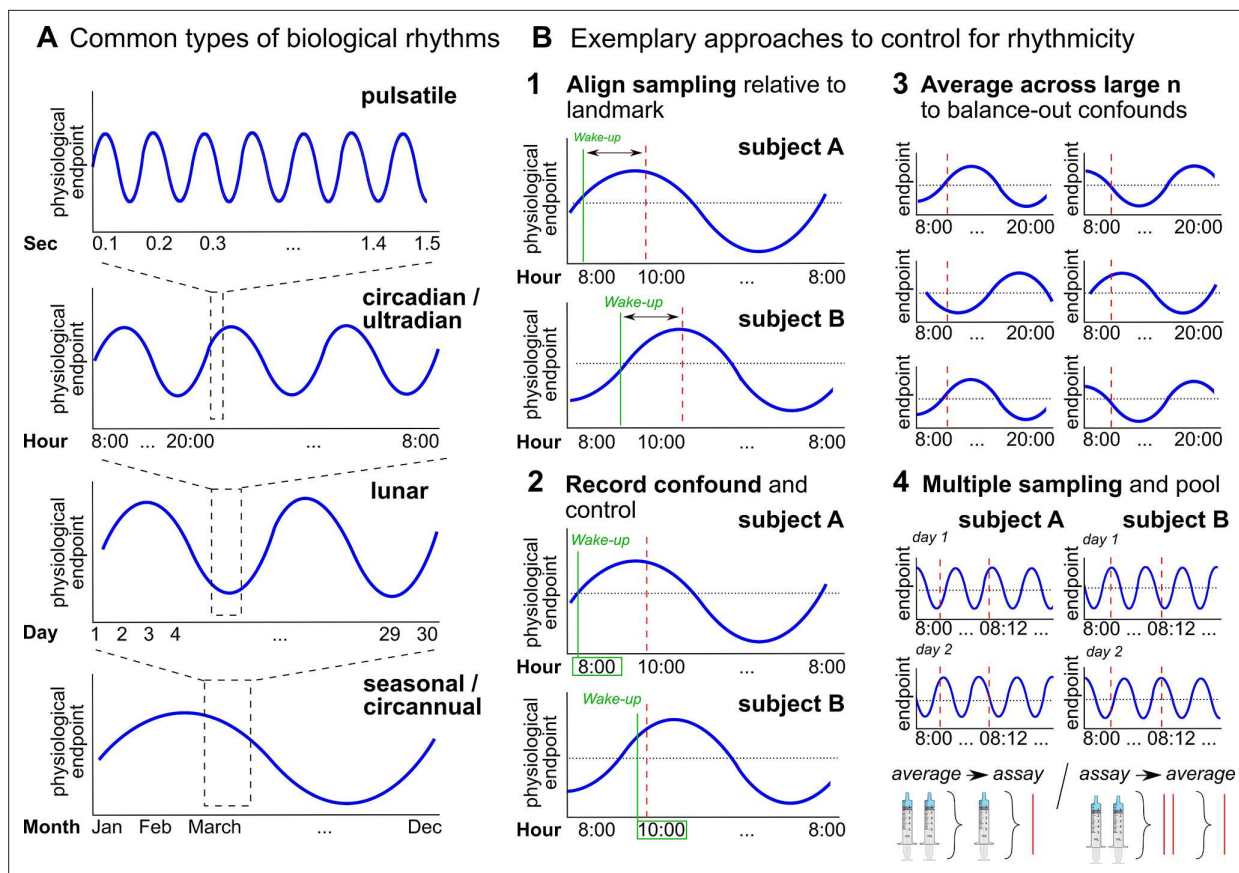 A Common types of biological rhythms
pulsatile
physiological
endpoint
Sec
0.1 0.2 0.3 ... 1.4 1.5
circadian /
ultradian
physiological
endpoint
Hour
8:00 ... 20:00 ... 8:00
lunar
physiological
endpoint
Day
1 2 3 4 ... 29 30
seasonal /
circannual
physiological
endpoint
Month
Jan Feb March ... Dec
B Exemplary approaches to control for rhythmicity
1 Align sampling relative to
landmark
Wake-up
subject A
physiological
endpoint
Hour
8:00 10:00 ... 8:00
Wake-up
subject B
physiological
endpoint
Hour
8:00 10:00 ... 8:00
2 Record confound and
control
subject A
Wake-up
physiological
endpoint
Hour
8:00 10:00 ... 8:00
Wake-up
subject B
physiological
endpoint
Hour
8:00 10:00 ... 8:00
3 Average across large n
to balance-out confounds
endpoint
8:00 ... 20:00
endpoint
8:00 ... 20:00
endpoint
8:00 ... 20:00
endpoint
8:00 ... 20:00
endpoint
8:00 ... 20:00
endpoint
8:00 ... 20:00
4 Multiple sampling and pool
subject A
day 1
endpoint
8:00 ... 08:12 ...
subject B
day 1
endpoint
8:00 ... 08:12 ...
day 2
endpoint
8:00 ... 08:12 ...
day 2
endpoint
8:00 ... 08:12 ...
average → assay / assay → average